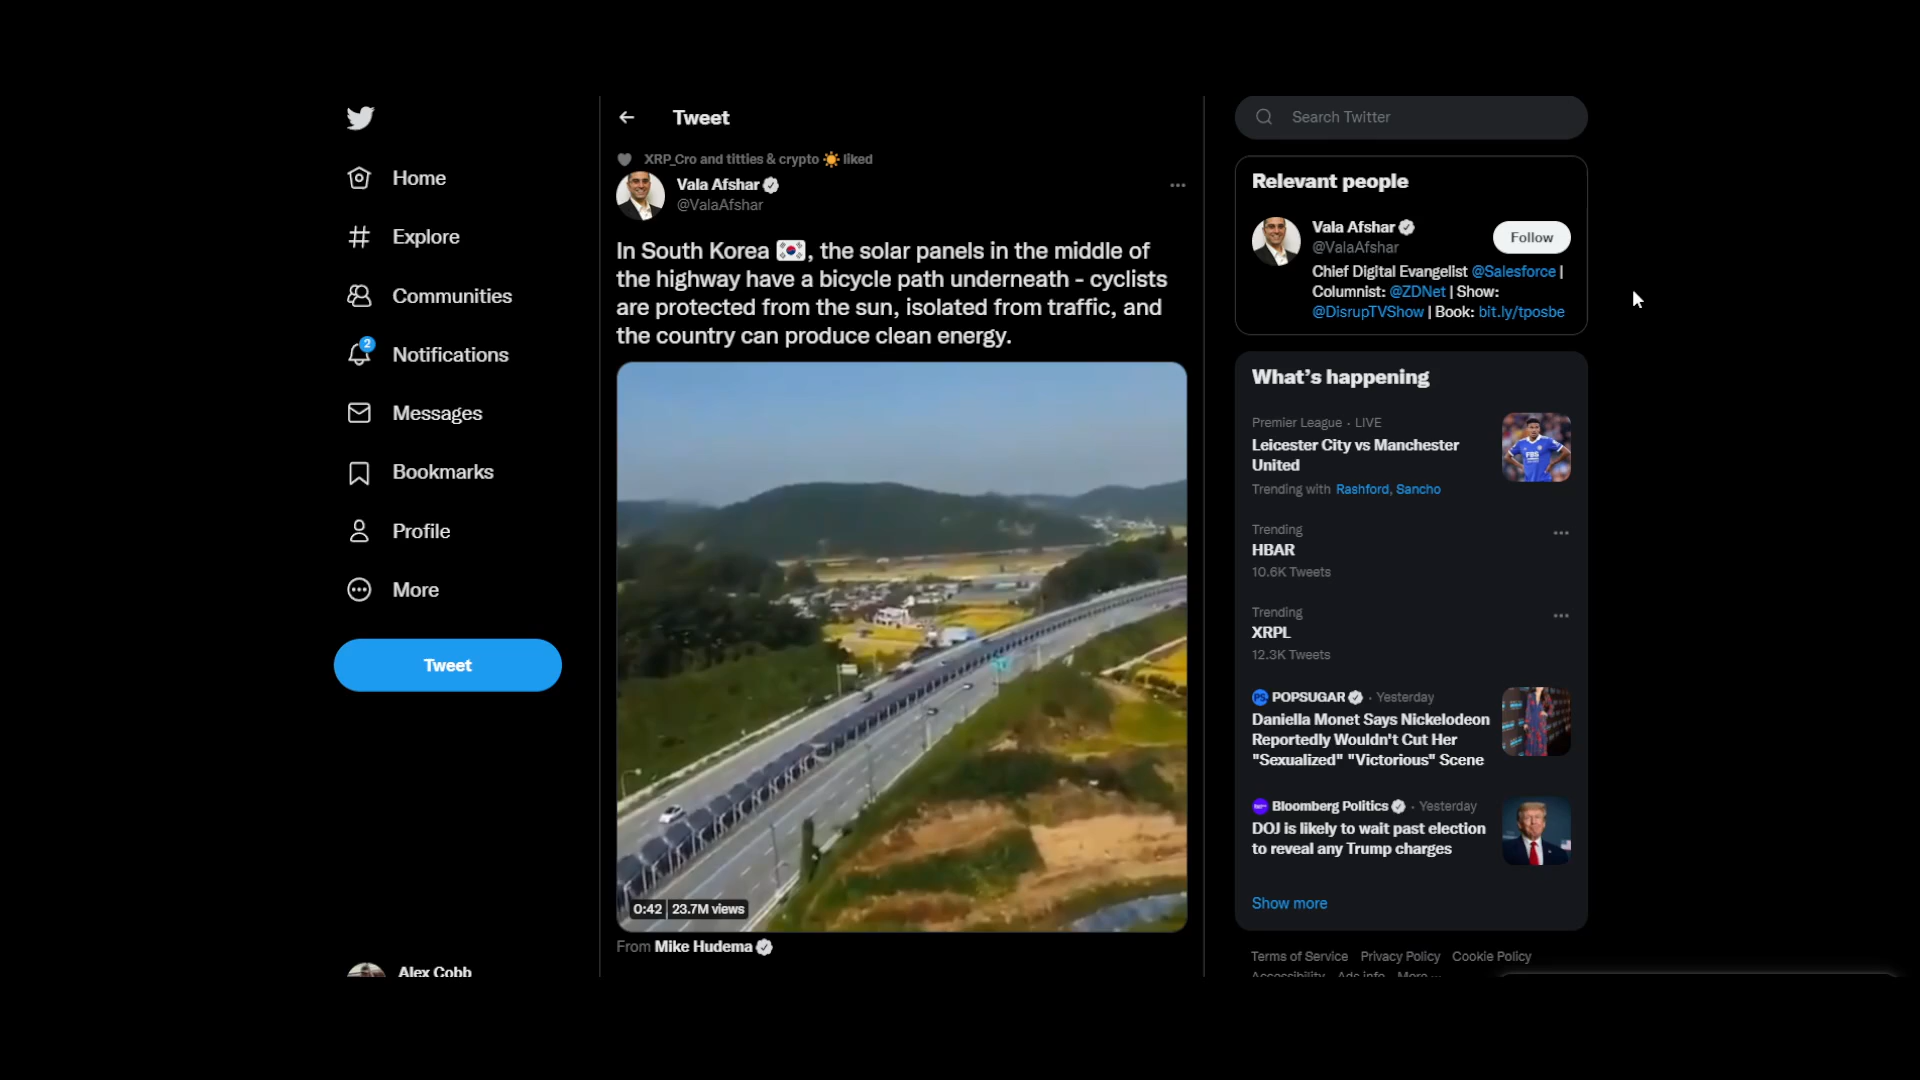 Home
Explore
Communities
2
Notifications
Messages
Bookmarks
Profile
More
Tweet
Alex Cobb
Tweet
XRP_Cro and titties & crypto ☀️ liked
Vala Afshar
@ValaAfshar
In South Korea 🇰🇷, the solar panels in the middle of
the highway have a bicycle path underneath - cyclists
are protected from the sun, isolated from traffic, and
the country can produce clean energy.
0:42 23.7M views
From Mike Hudema
Search Twitter
Relevant people
Vala Afshar
@ValaAfshar
Follow
Chief Digital Evangelist @Salesforce |
Columnist: @ZDNet | Show:
@DisrupTVShow | Book: bit.ly/tposbe
What's happening
Premier League · LIVE
Leicester City vs Manchester
United
Trending with Rashford, Sancho
Trending
HBAR
10.6K Tweets
Trending
XRPL
12.3K Tweets
PS POPSUGAR · Yesterday
Daniella Monet Says Nickelodeon
Reportedly Wouldn't Cut Her
"Sexualized" "Victorious" Scene
Bloomberg Politics · Yesterday
DOJ is likely to wait past election
to reveal any Trump charges
Show more
Terms of Service Privacy Policy Cookie Policy
Accessibility Ads info More ...